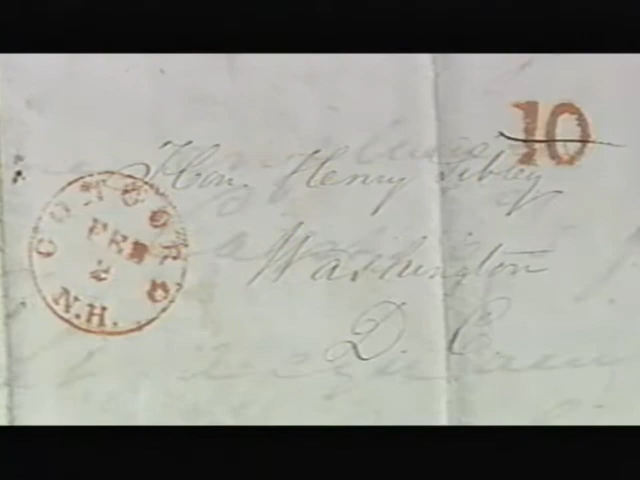 10
Hon. Henry Sibley
CONCORD
FEB
2
N.H.
Washington
D. C.